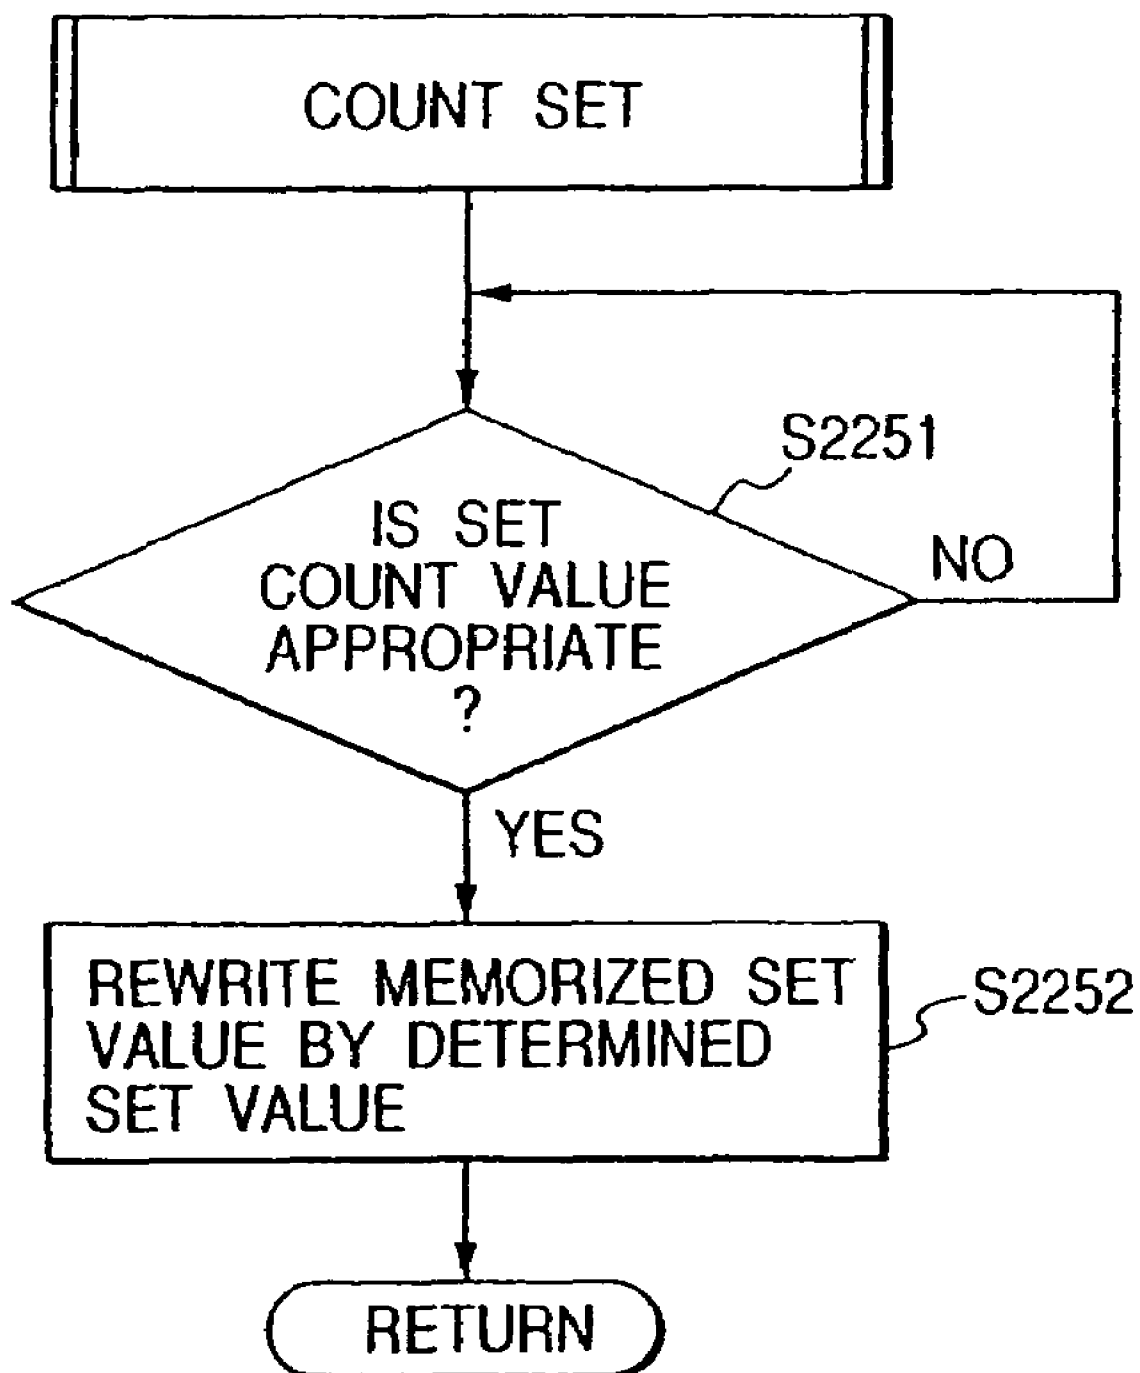 COUNT SET
S2251
IS SET
COUNT VALUE
APPROPRIATE
?
NO
YES
REWRITE MEMORIZED SET
VALUE BY DETERMINED
SET VALUE
S2252
RETURN